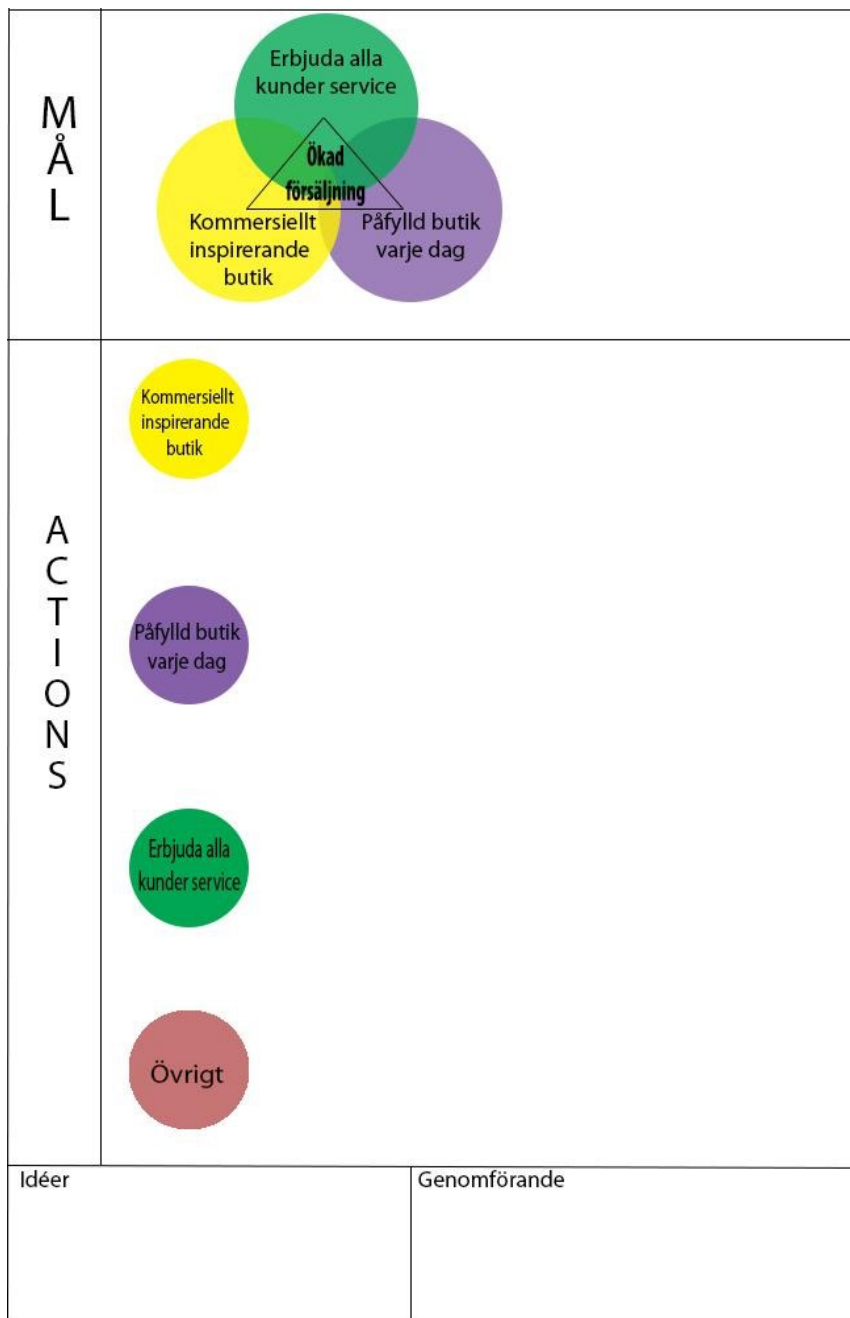 MÅL
Erbjuda alla
kunder service
Ökad
försäljning
Kommersiellt
inspirerande
butik
Påfylld butik
varje dag
ACTIONS
Kommersiellt
inspirerande
butik
Påfylld butik
varje dag
Erbjuda alla
kunder service
Övrigt
Idéer
Genomförande